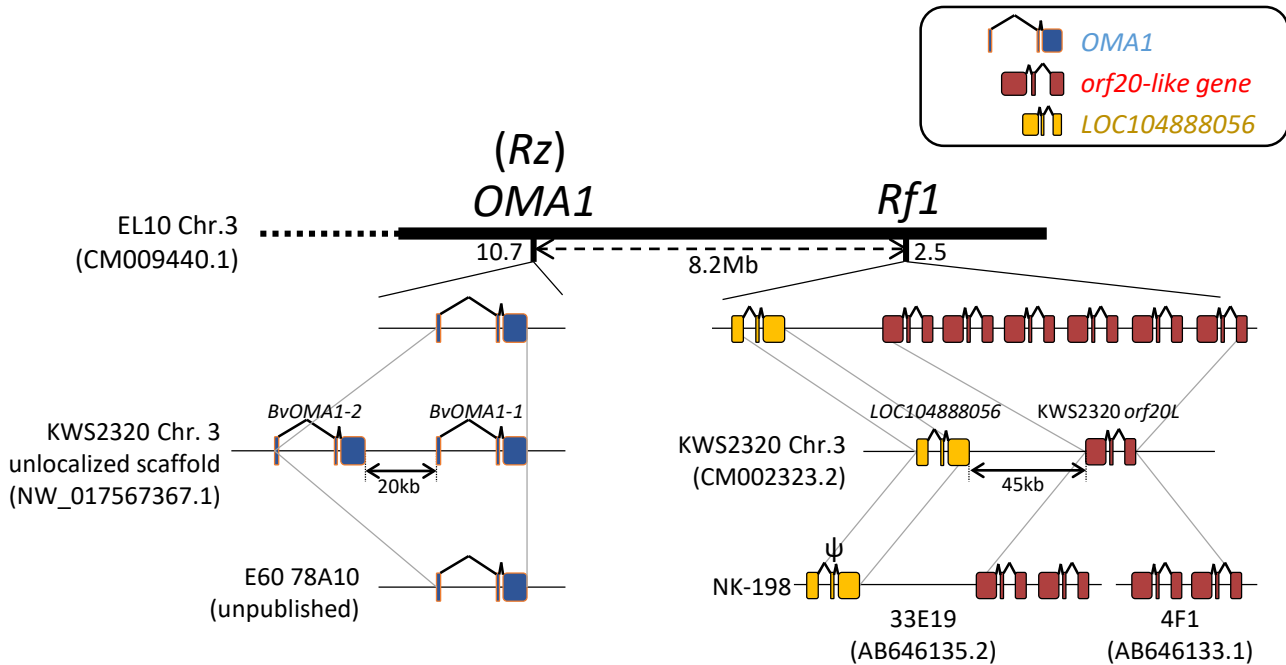 OMA1
orf20-like gene
LOC104888056
(Rz)
OMA1
Rf1
EL10 Chr.3
(CM009440.1)
10.7
8.2Mb
2.5
BvOMA1-2
BvOMA1-1
KWS2320 Chr. 3
unlocalized scaffold
(NW_017567367.1)
20kb
LOC104888056
KWS2320 orf20L
KWS2320 Chr.3
(CM002323.2)
45kb
E60 78A10
(unpublished)
ψ
NK-198
33E19
(AB646135.2)
4F1
(AB646133.1)